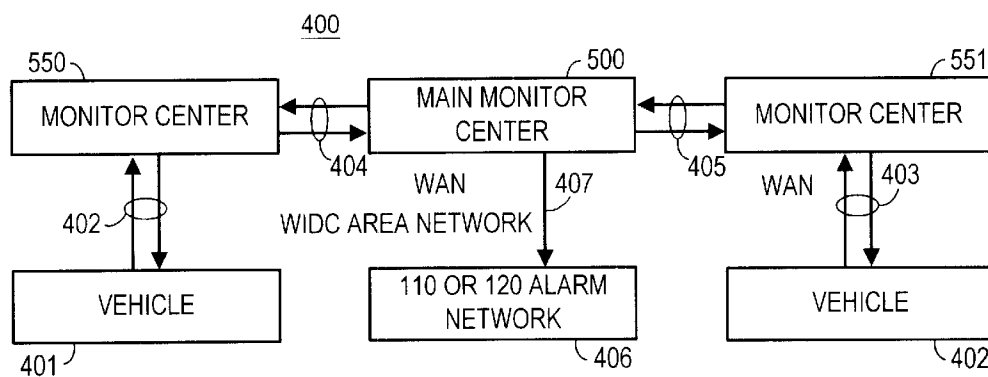 400
550
500
551
MONITOR CENTER
MAIN MONITOR
CENTER
MONITOR CENTER
404
405
402
WAN
WIDC AREA NETWORK
407
WAN
403
VEHICLE
110 OR 120 ALARM
NETWORK
VEHICLE
401
406
402